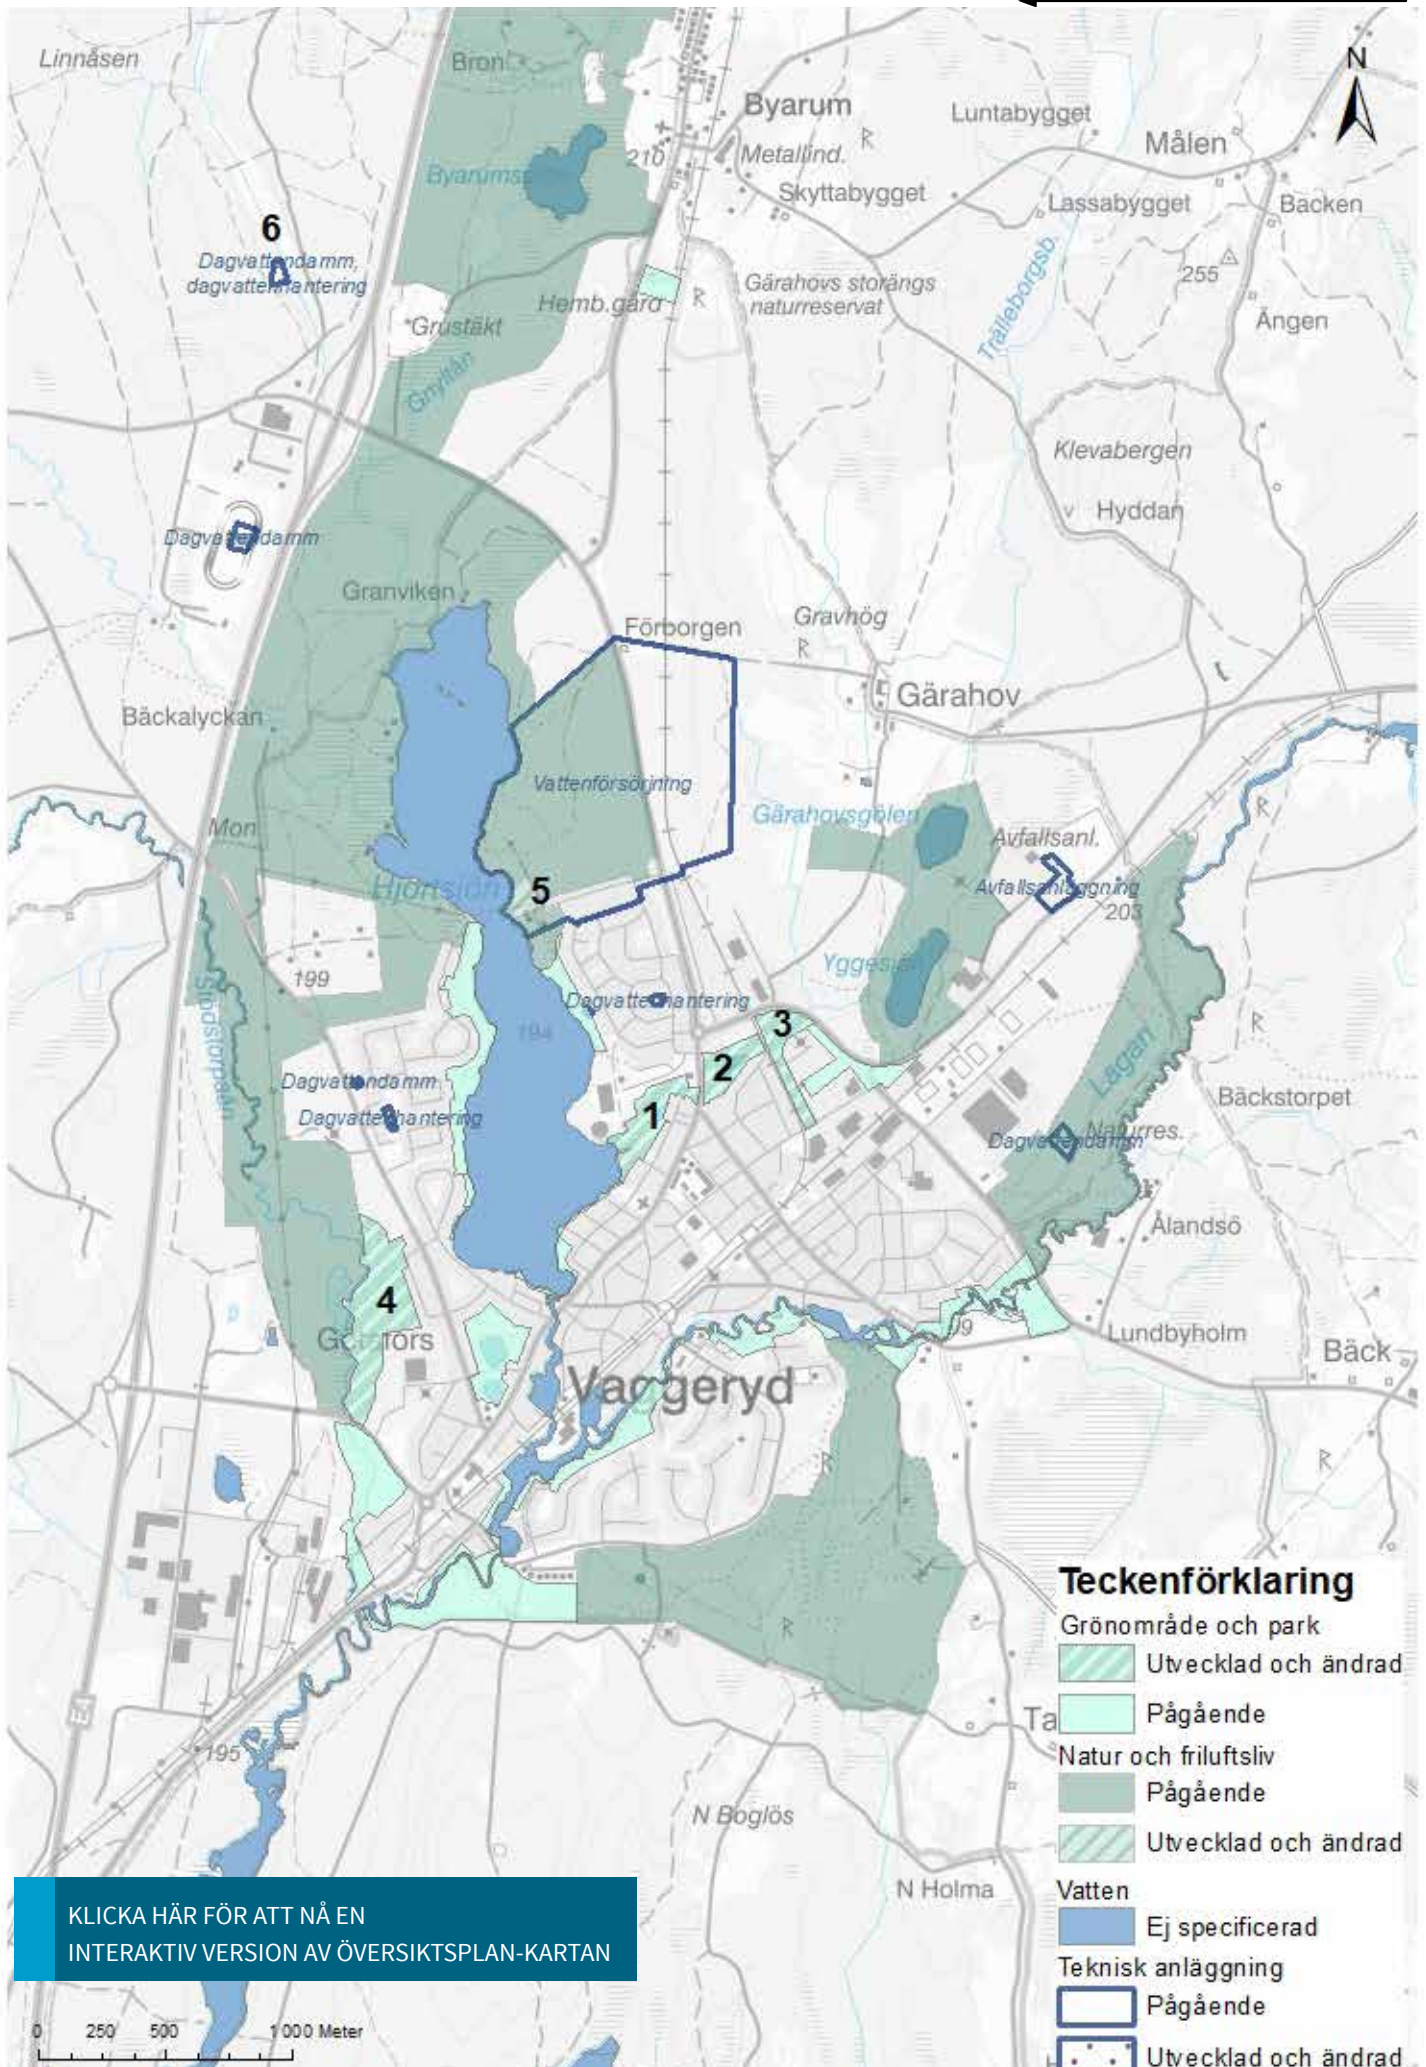 Linnåsen
Bron
N
Byarum
Luntabygget
Målen
210
Metallind.
Skyttabygget
Lassabygget
Backen
6
Dagvattendamm,
dagvattenhantering
255
Hemb.gård
Gärahovs storängs
naturreservat
Trälleborgsb.
Grustäkt
Ängen
Gnyltån
Klevabergen
Hyddan
Dagvattendamm
Granviken
Förborgen
Gravhög
Gärahov
Bäckalyckan
Vattenförsörjning
Gärahovsgölen
Mon
Avfallsanl.
Avfallsanläggning
203
Hjortsjön
5
199
Yggesjön
Dagvattenhantering
194
3
2
Lagan
Dagvattendamm
Dagvattenhantering
1
Bäckstorpet
Naturres.
Dagvattendamm
Ålandsö
4
Götafors
Lundbyholm
Bäck
Vaggeryd
Teckenförklaring
Grönområde och park
Utvecklad och ändrad
Pågående
Natur och friluftsliv
Pågående
Utvecklad och ändrad
Vatten
Ej specificerad
Teknisk anläggning
Pågående
Utvecklad och ändrad
Ta
E4
195
N Boglös
N Holma
KLICKA HÄR FÖR ATT NÅ EN
INTERAKTIV VERSION AV ÖVERSIKTSPLAN-KARTAN
0 250 500 1 000 Meter